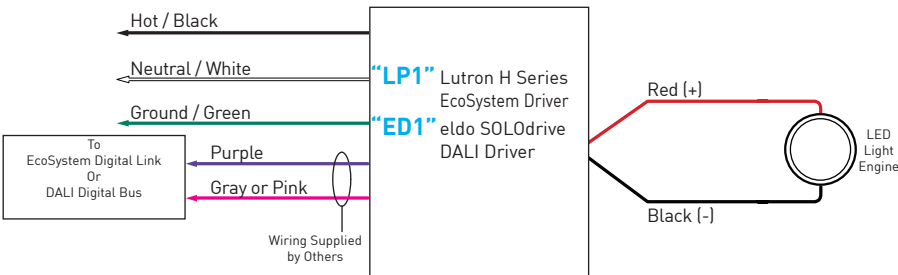 Hot / Black
Neutral / White
Ground / Green
To
EcoSystem Digital Link
Or
DALI Digital Bus
Purple
Gray or Pink
Wiring Supplied
by Others
“LP1” Lutron H Series
EcoSystem Driver
“ED1” eldo SOLOdrive
DALI Driver
Red (+)
Black (-)
LED
Light
Engine